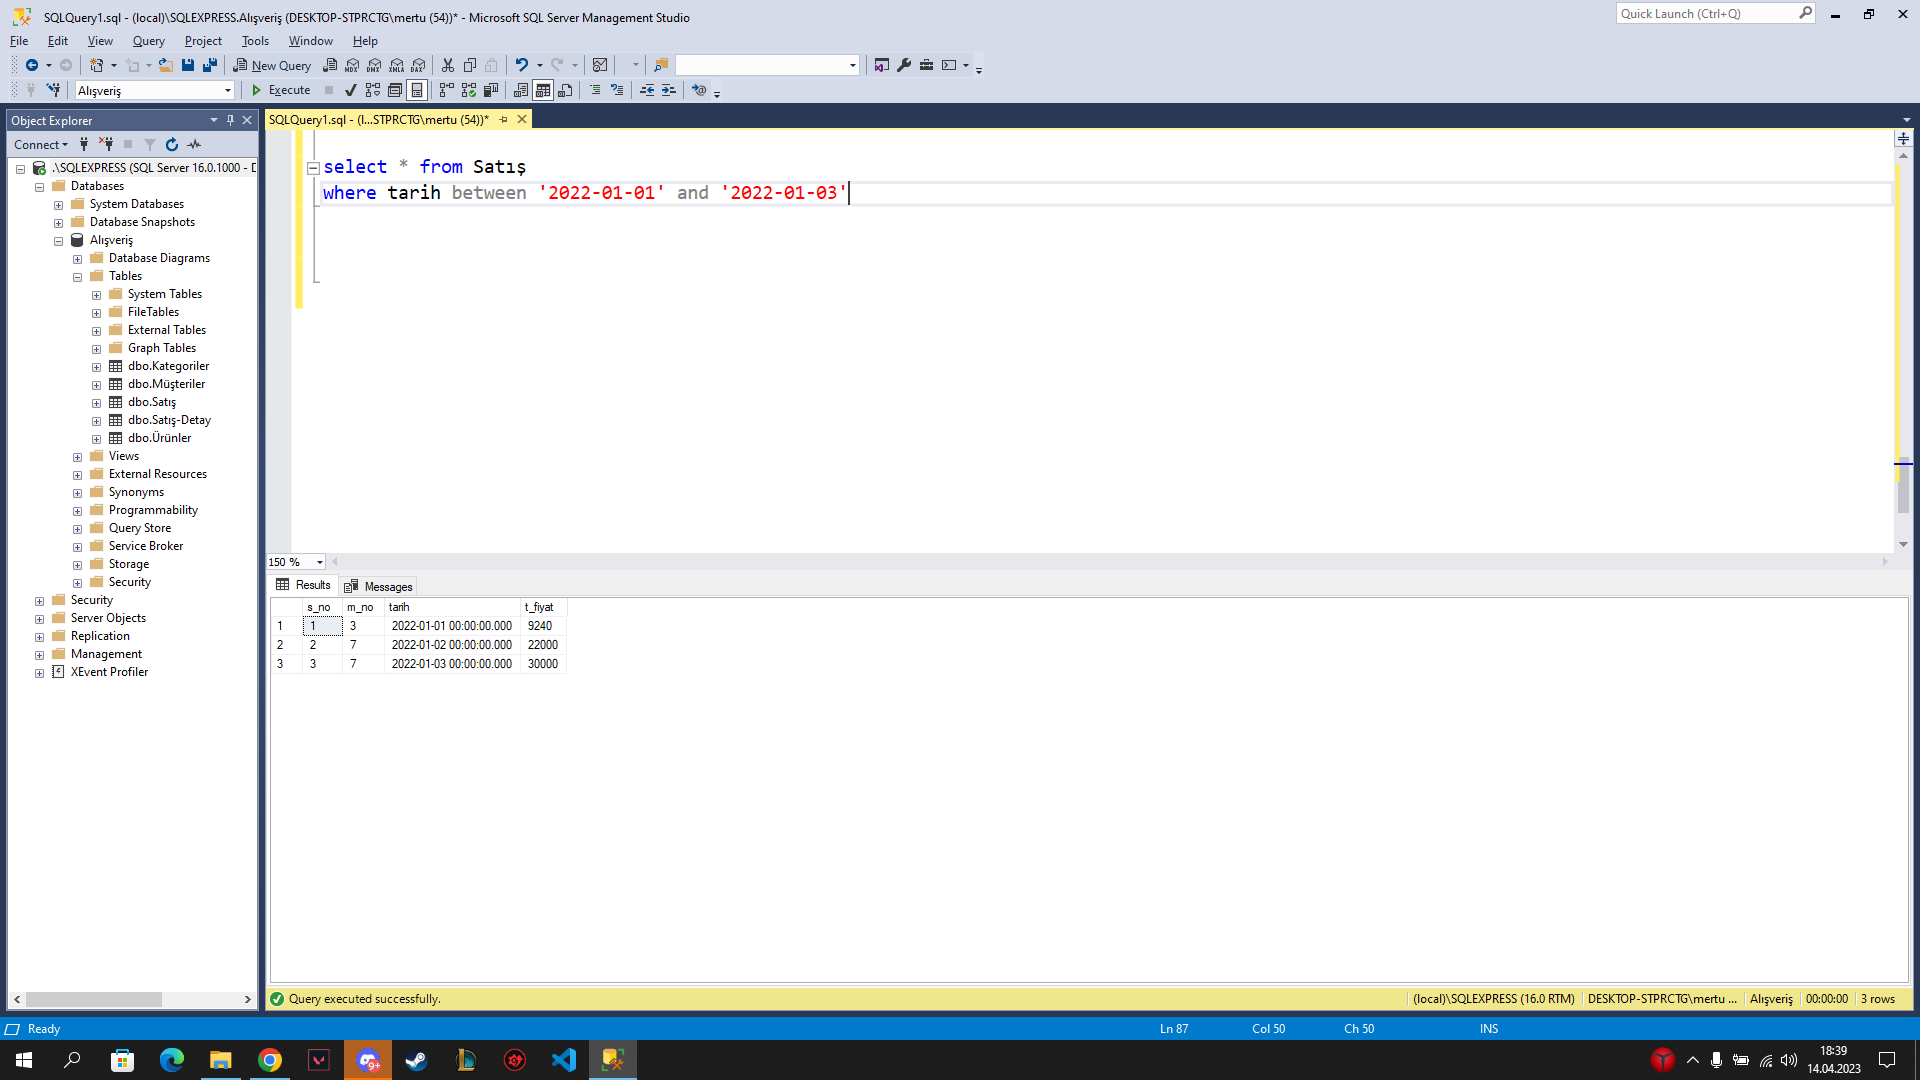 SQLQuery1.sql - (local)\SQLEXPRESS.Alışveriş (DESKTOP-STPRCTG\mertu (54))* - Microsoft SQL Server Management Studio
Quick Launch (Ctrl+Q)
File Edit View Query Project Tools Window Help
New Query
MDX DMX XMLA DAX
Alışveriş
Execute
Object Explorer
SQLQuery1.sql - (l...STPRCTG\mertu (54))*
Connect
.\SQLEXPRESS (SQL Server 16.0.1000 - D
Databases
System Databases
Database Snapshots
Alışveriş
Database Diagrams
Tables
System Tables
FileTables
External Tables
Graph Tables
dbo.Kategoriler
dbo.Müşteriler
dbo.Satış
dbo.Satış-Detay
dbo.Ürünler
Views
External Resources
Synonyms
Programmability
Query Store
Service Broker
Storage
Security
Security
Server Objects
Replication
Management
XEvent Profiler
select * from Satış
where tarih between '2022-01-01' and '2022-01-03'
150 %
Results Messages
s_no m_no tarih t_fiyat
1 1 3 2022-01-01 00:00:00.000 9240
2 2 7 2022-01-02 00:00:00.000 22000
3 3 7 2022-01-03 00:00:00.000 30000
Query executed successfully.
(local)\SQLEXPRESS (16.0 RTM) DESKTOP-STPRCTG\mertu ... Alışveriş 00:00:00 3 rows
Ready
Ln 87 Col 50 Ch 50 INS
9+
18:39
14.04.2023